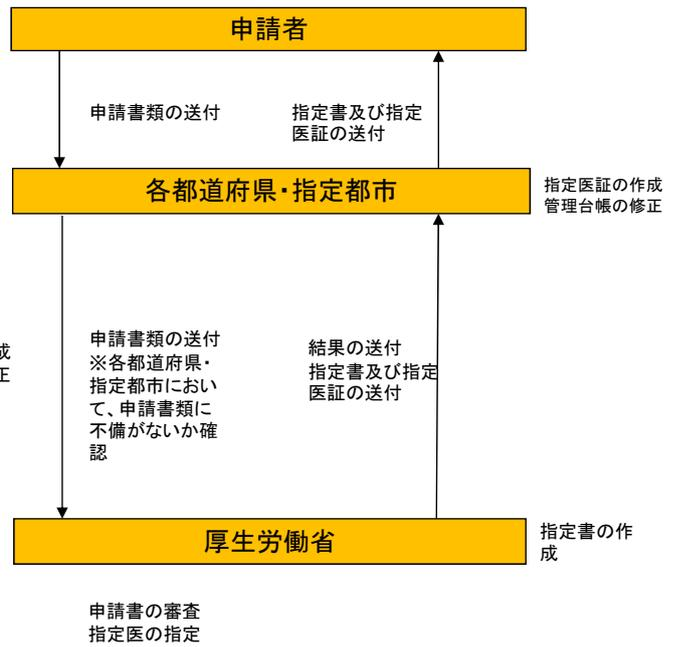 申請者
申請書類の送付
指定書及び指定
医証の送付
各都道府県・指定都市
指定医証の作成
管理台帳の修正
成
正
申請書類の送付
※各都道府県・
指定都市におい
て、申請書類に
不備がないか確
認
結果の送付
指定書及び指定
医証の送付
厚生労働省
指定書の作
成
申請書の審査
指定医の指定